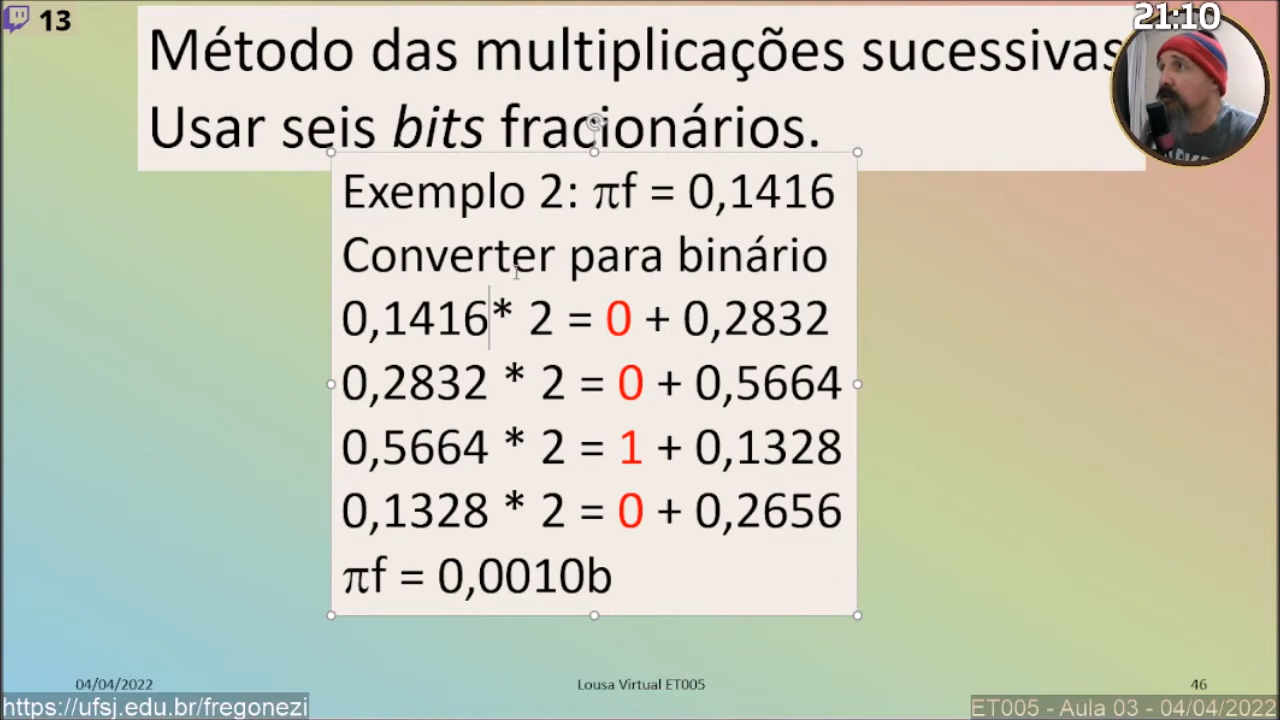 13
21:10
Método das multiplicações sucessivas
Usar seis bits fracionários.
Exemplo 2: πf = 0,1416
Converter para binário
0,1416* 2 = 0 + 0,2832
0,2832 * 2 = 0 + 0,5664
0,5664 * 2 = 1 + 0,1328
0,1328 * 2 = 0 + 0,2656
πf = 0,0010b
04/04/2022
Lousa Virtual ET005
46
https://ufsj.edu.br/fregonezi
ET005 - Aula 03 - 04/04/2022